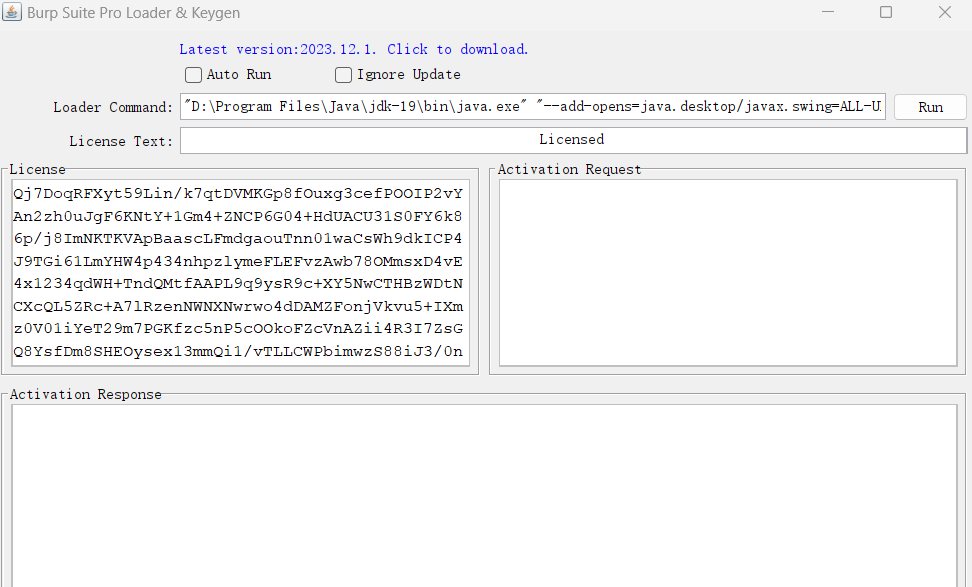 Burp Suite Pro Loader & Keygen
Latest version:2023.12.1. Click to download.
Auto Run Ignore Update
Loader Command: "D:\Program Files\Java\jdk-19\bin\java.exe" "--add-opens=java.desktop/javax.swing=ALL-U Run
License Text: Licensed
License
Qj7DoqRFXyt59Lin/k7qtDVMKGp8fOuxg3cefPOOIP2vY
An2zh0uJgF6KNtY+1Gm4+ZNCP6G04+HdUACU31S0FY6k8
6p/j8ImNKTKVApBaascLFmdgaouTnn01waCsWh9dkICP4
J9TGi61LmYHW4p434nhpzlymeFLEFvzAwb78OMmsxD4vE
4x1234qdWH+TndQMtfAAPL9q9ysR9c+XY5NwCTHBzWDtN
CXcQL5ZRc+A7lRzenNWNXNwrwo4dDAMZFonjVkvu5+IXm
z0V01iYeT29m7PGKfzc5nP5cOOkoFZcVnAZii4R3I7ZsG
Q8YsfDm8SHEOysex13mmQi1/vTLLCWPbimwzS88iJ3/0n
Activation Request
Activation Response